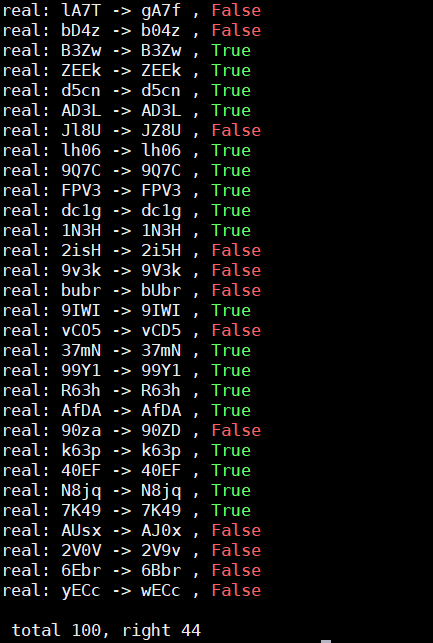 real: lA7T -> gA7f , False
real: bD4z -> b04z , False
real: B3Zw -> B3Zw , True
real: ZEEk -> ZEEk , True
real: d5cn -> d5cn , True
real: AD3L -> AD3L , True
real: Jl8U -> JZ8U , False
real: lh06 -> lh06 , True
real: 9Q7C -> 9Q7C , True
real: FPV3 -> FPV3 , True
real: dc1g -> dc1g , True
real: 1N3H -> 1N3H , True
real: 2isH -> 2i5H , False
real: 9v3k -> 9V3k , False
real: bubr -> bUbr , False
real: 9IWI -> 9IWI , True
real: vCO5 -> vCD5 , False
real: 37mN -> 37mN , True
real: 99Y1 -> 99Y1 , True
real: R63h -> R63h , True
real: AfDA -> AfDA , True
real: 90za -> 90ZD , False
real: k63p -> k63p , True
real: 40EF -> 40EF , True
real: N8jq -> N8jq , True
real: 7K49 -> 7K49 , True
real: AUsx -> AJ0x , False
real: 2V0V -> 2V9v , False
real: 6Ebr -> 6Bbr , False
real: yECc -> wECc , False
total 100, right 44